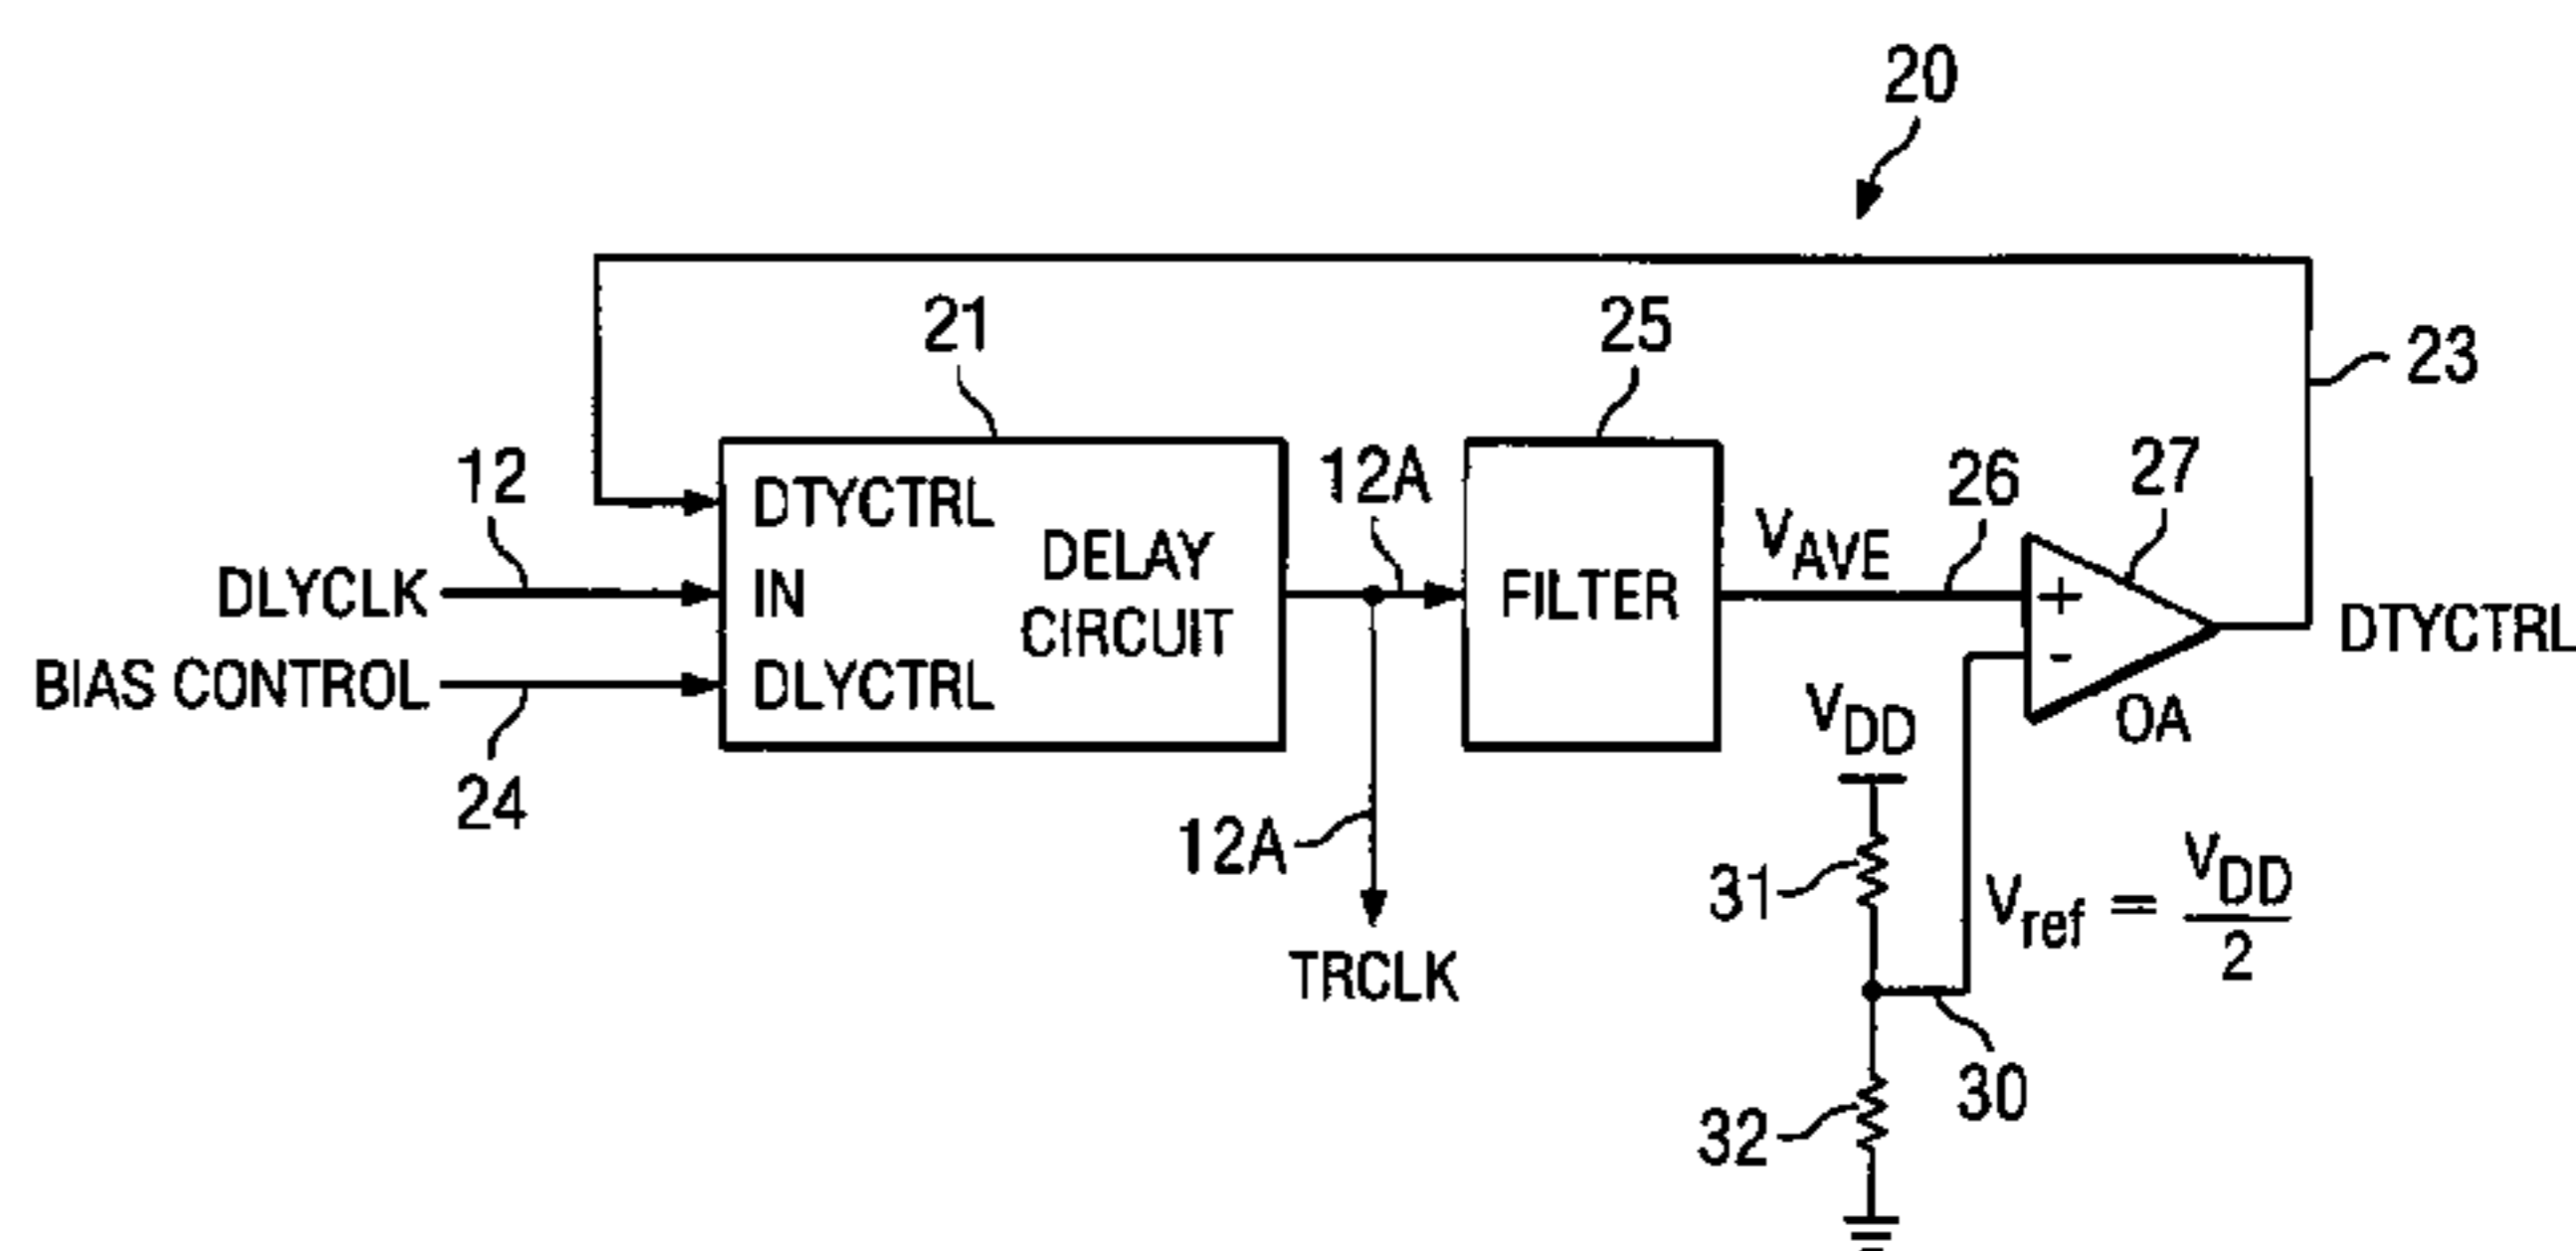 20
21
25
23
12
DTYCTRL
12A
26
27
DLYCLK
IN
DELAY
CIRCUIT
FILTER
VAVE
+
-
OA
DTYCTRL
BIAS CONTROL
DLYCTRL
24
12A
TRCLK
VDD
31
Vref = VDD
2
30
32